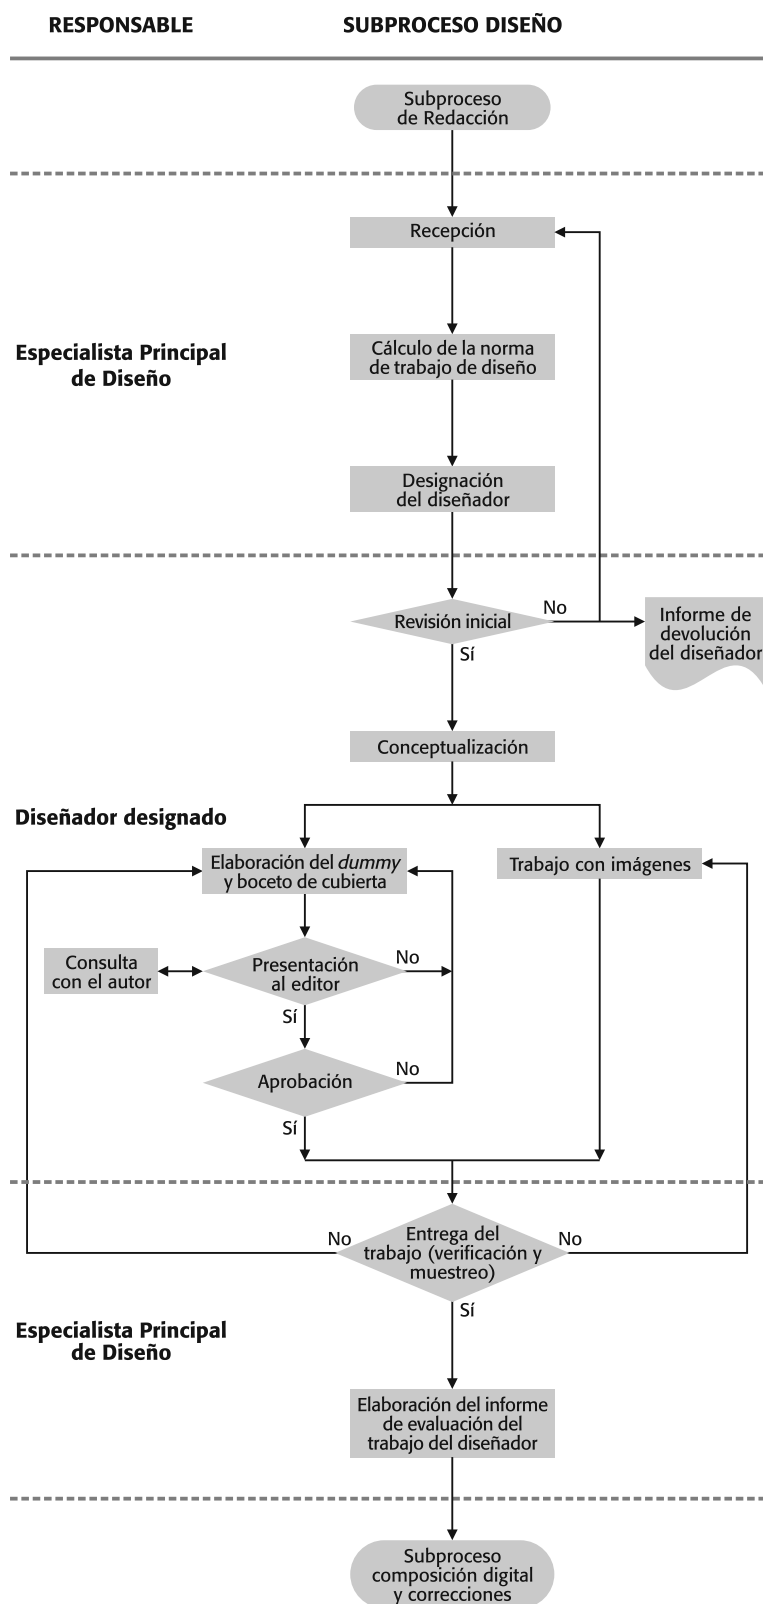 RESPONSABLE
SUBPROCESO DISEÑO
Subproceso
de Redacción
Recepción
Especialista Principal
de Diseño
Cálculo de la norma
de trabajo de diseño
Designación
del diseñador
Revisión inicial
No
Sí
Informe de
devolución
del diseñador
Conceptualización
Diseñador designado
Elaboración del dummy
y boceto de cubierta
Trabajo con imágenes
Consulta
con el autor
Presentación
al editor
No
Sí
Aprobación
No
Sí
No
Entrega del
trabajo (verificación y
muestreo)
No
Sí
Especialista Principal
de Diseño
Elaboración del informe
de evaluación del
trabajo del diseñador
Subproceso
composición digital
y correcciones